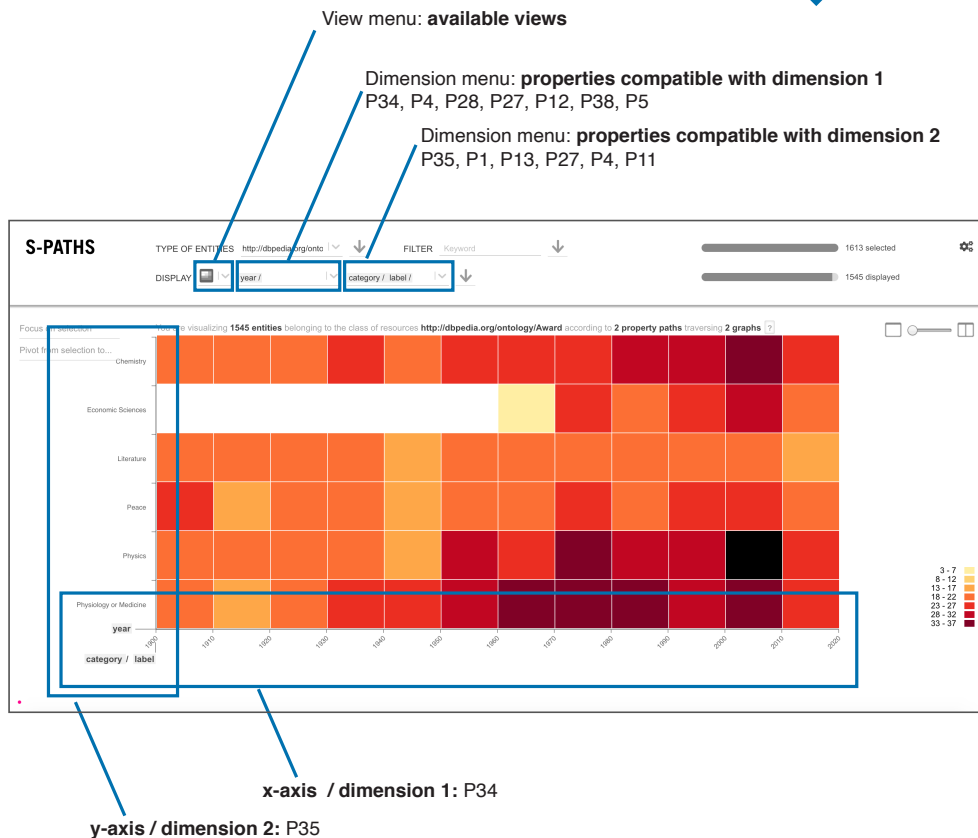 View menu: available views
Dimension menu: properties compatible with dimension 1
P34, P4, P28, P27, P12, P38, P5
Dimension menu: properties compatible with dimension 2
P35, P1, P13, P27, P4, P11
S-PATHS
TYPE OF ENTITIES http://dbpedia.org/onto FILTER Keyword 1613 selected
DISPLAY year / category / label / 1545 displayed
Focus on selection
You are visualizing 1545 entities belonging to the class of resources http://dbpedia.org/ontology/Award according to 2 property paths traversing 2 graphs ?
Pivot from selection to...
Chemistry
Economic Sciences
Literature
Peace
Physics
3 - 7
8 - 12
13 - 17
18 - 22
23 - 27
28 - 32
33 - 37
Physiology or Medicine
year
1900 1910 1920 1930 1940 1950 1960 1970 1980 1990 2000 2010 2020
category / label
x-axis / dimension 1: P34
y-axis / dimension 2: P35